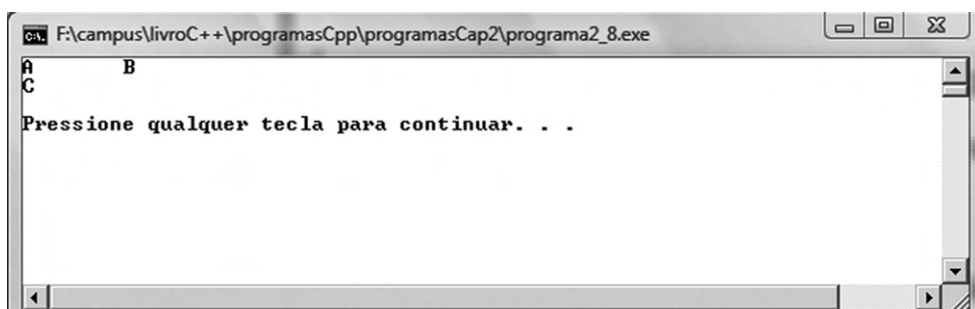 F:\campus\livroC++\programasCpp\programasCap2\programa2_8.exe
A B
C
Pressione qualquer tecla para continuar. . .